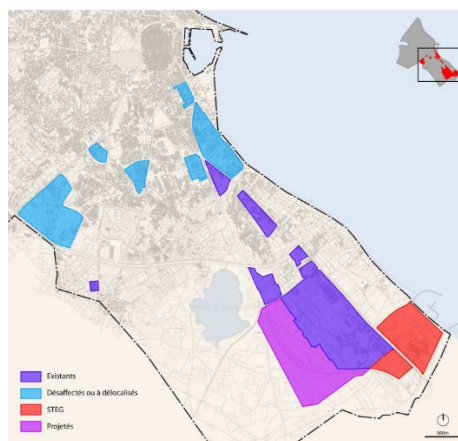 Existants
Désaffectés ou à délocalisés
STEG
Projetés
500m